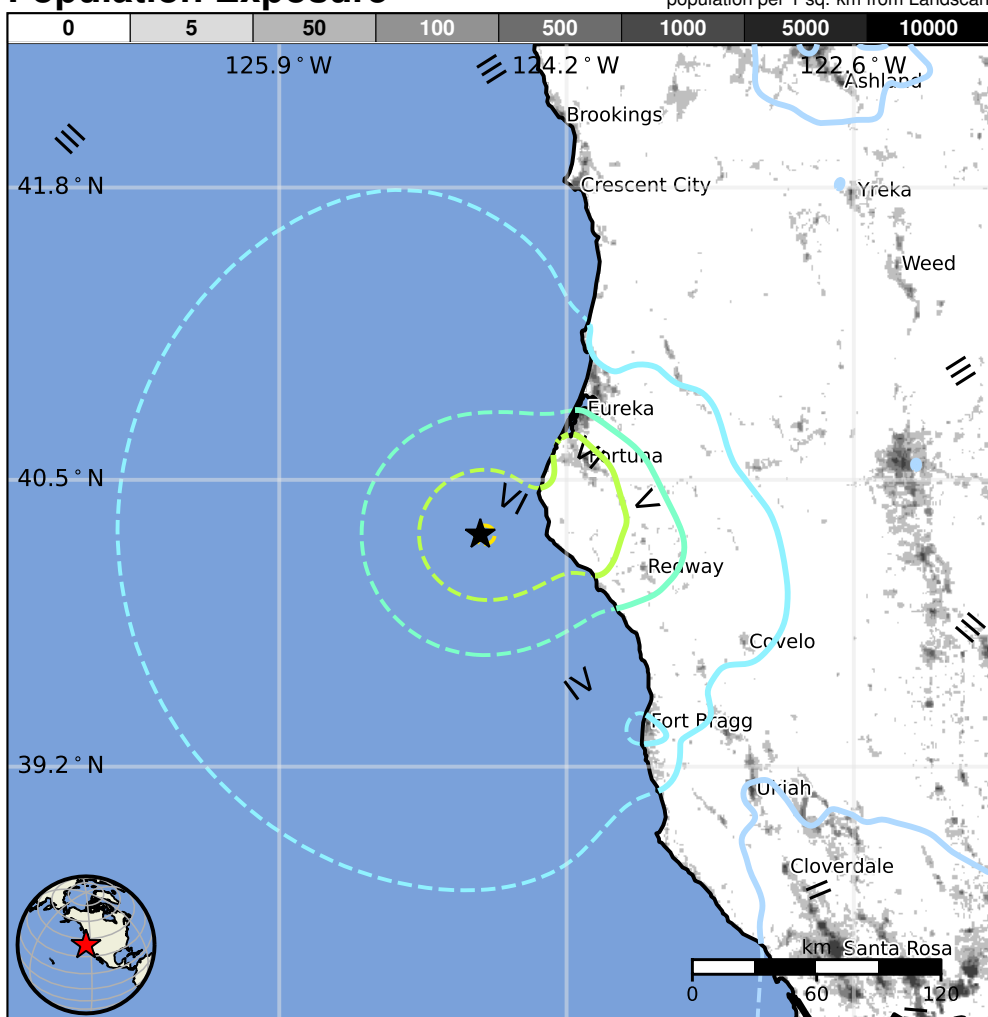 Population Exposure
population per 1 sq. km from Landscan
0 5 50 100 500 1000 5000 10000
125.9°W 124.2°W 122.6°W
III
Ashland
Brookings
III
41.8°N
Crescent City
Yreka
Weed
III
Eureka
VI
Fortuna
40.5°N
VI
V
Redway
III
Covelo
IV
Fort Bragg
39.2°N
Ukiah
Cloverdale
II
km
Santa Rosa
0 60 120